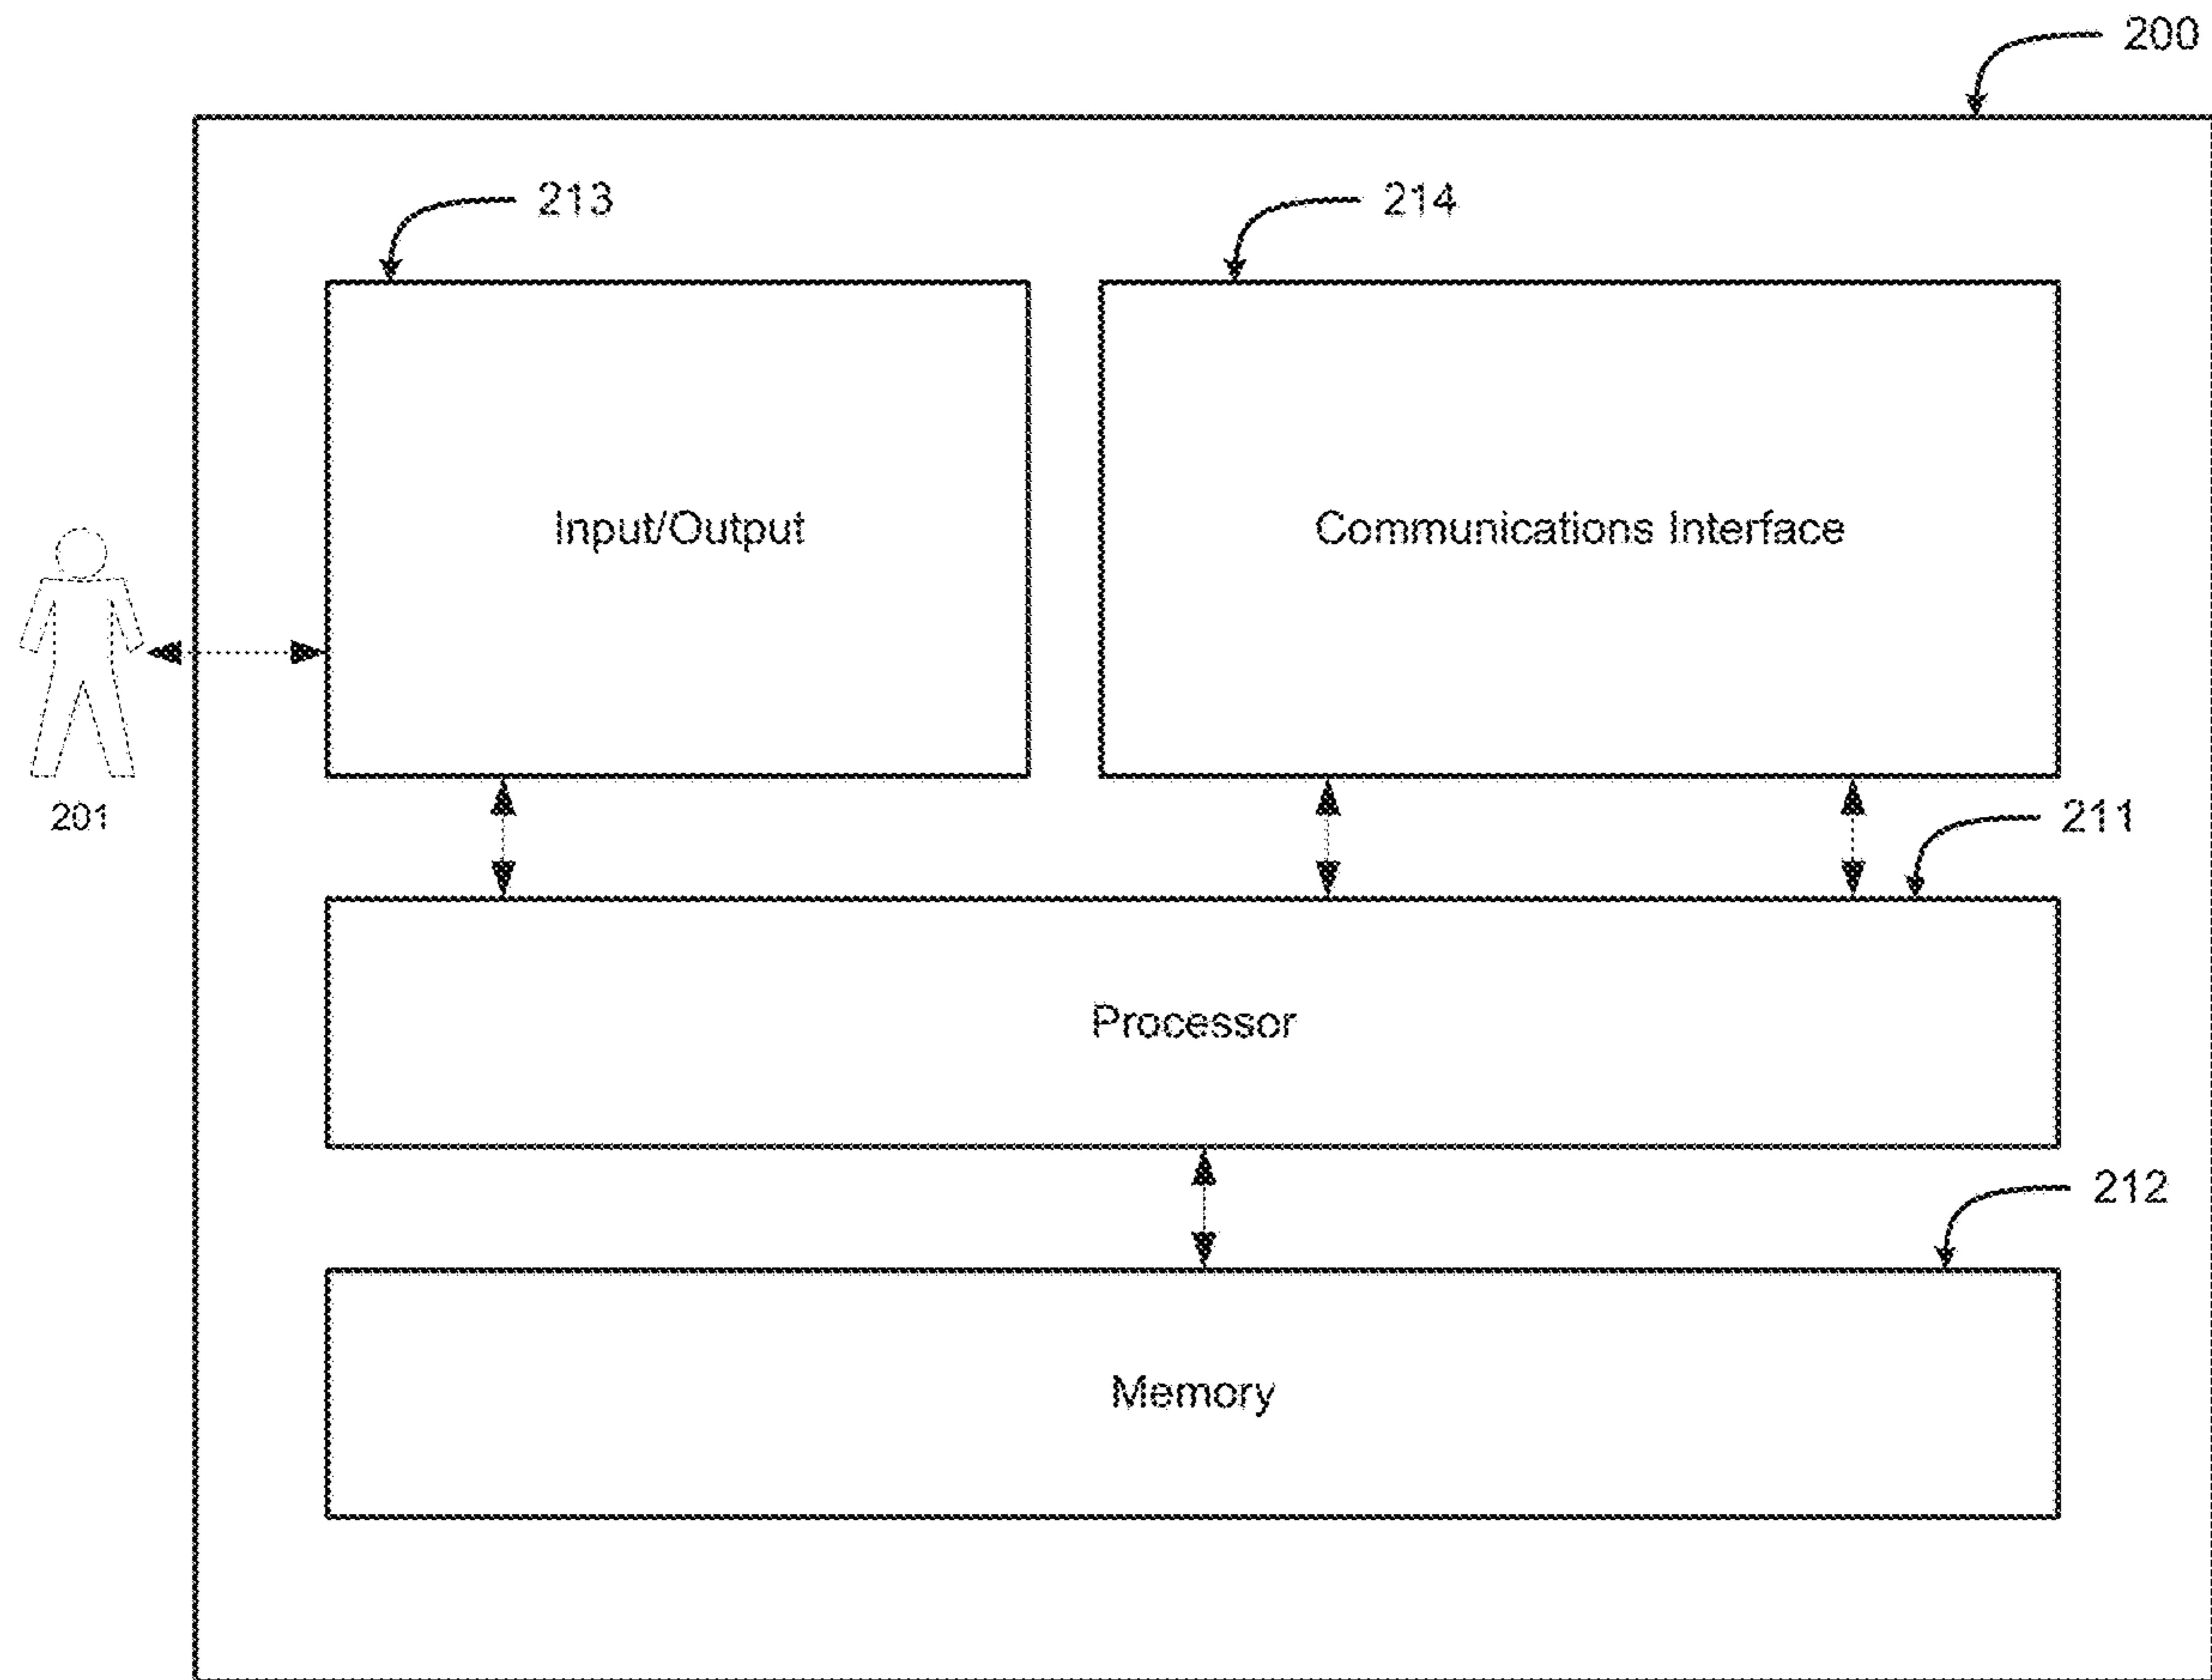 200
213
214
Input/Output
Communications Interface
201
211
Processor
212
Memory